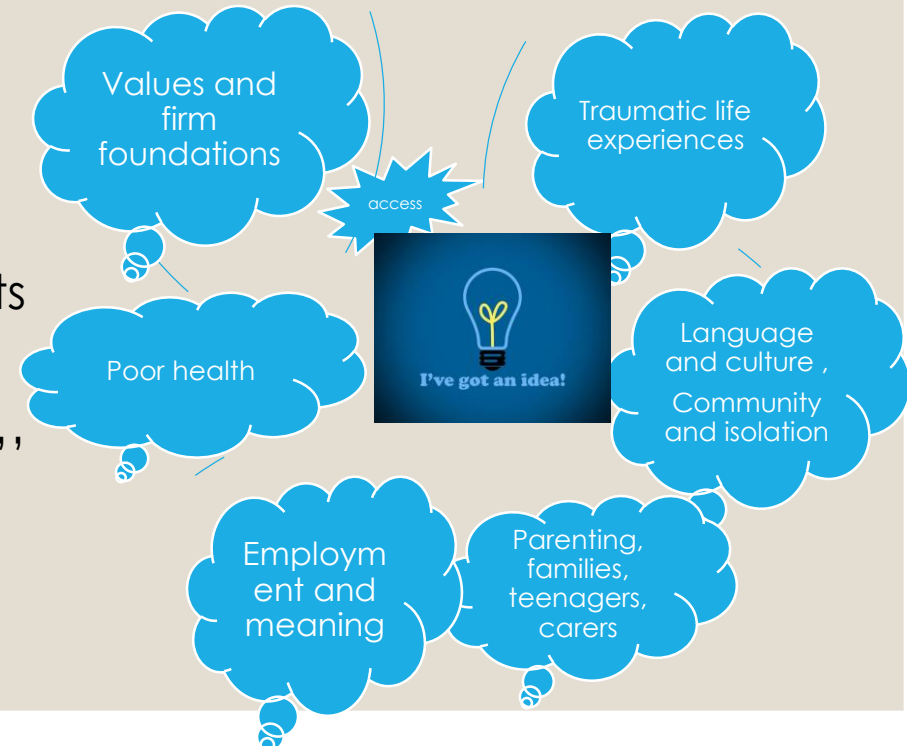 Values and
firm
foundations
Traumatic life
experiences
access
ts
I've got an idea!
Language
and culture ,
Community
and isolation
Poor health
,,
Employm
ent and
meaning
Parenting,
families,
teenagers,
carers